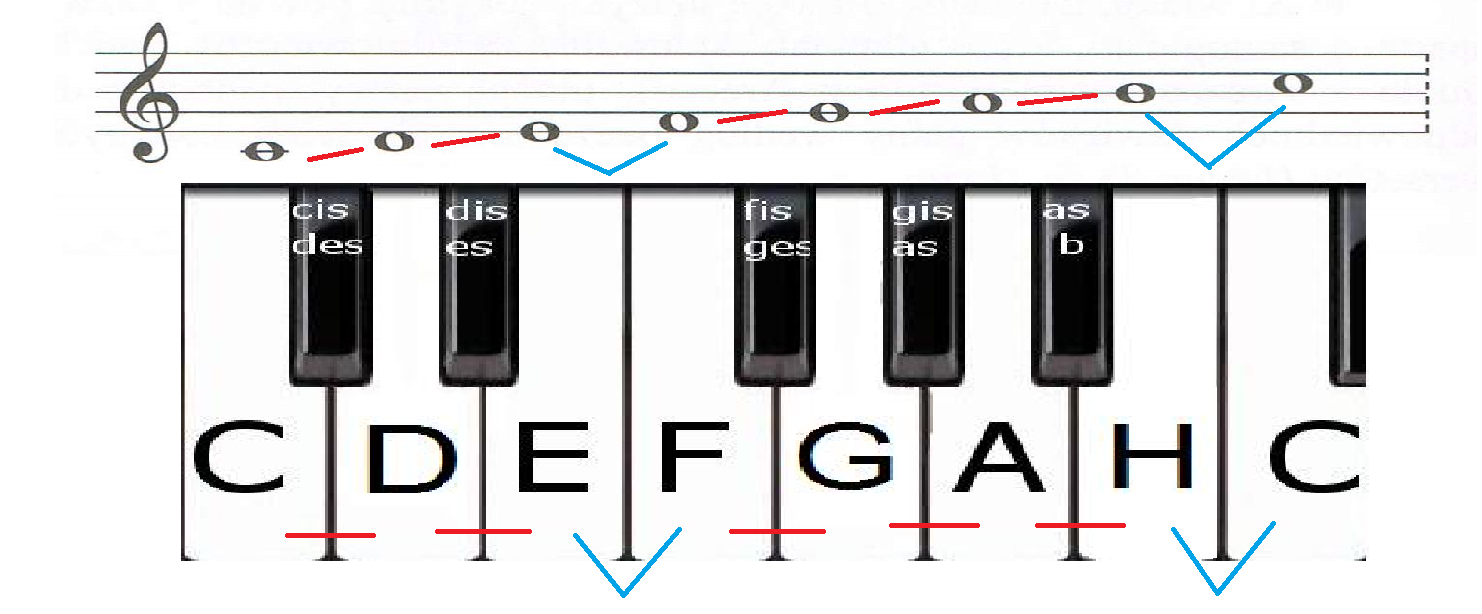 cis dis fis gis as
des es ges as b
C D E F G A H C